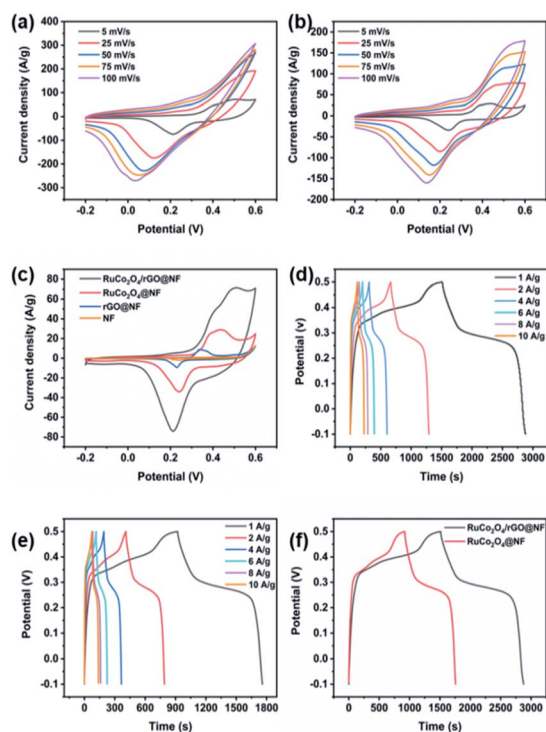 (a)
5 mV/s
25 mV/s
50 mV/s
75 mV/s
100 mV/s
Current density (A/g)
300
200
100
0
-100
-200
-300
-0.2 0.0 0.2 0.4 0.6
Potential (V)
(b)
5 mV/s
25 mV/s
50 mV/s
75 mV/s
100 mV/s
Current density (A/g)
200
150
100
50
0
-50
-100
-150
-200
-0.2 0.0 0.2 0.4 0.6
Potential (V)
(c)
RuCo₂O₄/rGO@NF
RuCo₂O₄@NF
rGO@NF
NF
Current density (A/g)
80
60
40
20
0
-20
-40
-60
-80
-0.2 0.0 0.2 0.4 0.6
Potential (V)
(d)
1 A/g
2 A/g
4 A/g
6 A/g
8 A/g
10 A/g
Potential (v)
0.5
0.4
0.3
0.2
0.1
0.0
-0.1
0 500 1000 1500 2000 2500 3000
Time (s)
(e)
1 A/g
2 A/g
4 A/g
6 A/g
8 A/g
10 A/g
Potential (V)
0.5
0.4
0.3
0.2
0.1
0.0
-0.1
0 300 600 900 1200 1500 1800
Time (s)
(f)
RuCo₂O₄/rGO@NF
RuCo₂O₄@NF
Potential (V)
0.5
0.4
0.3
0.2
0.1
0.0
-0.1
0 500 1000 1500 2000 2500 3000
Time (s)